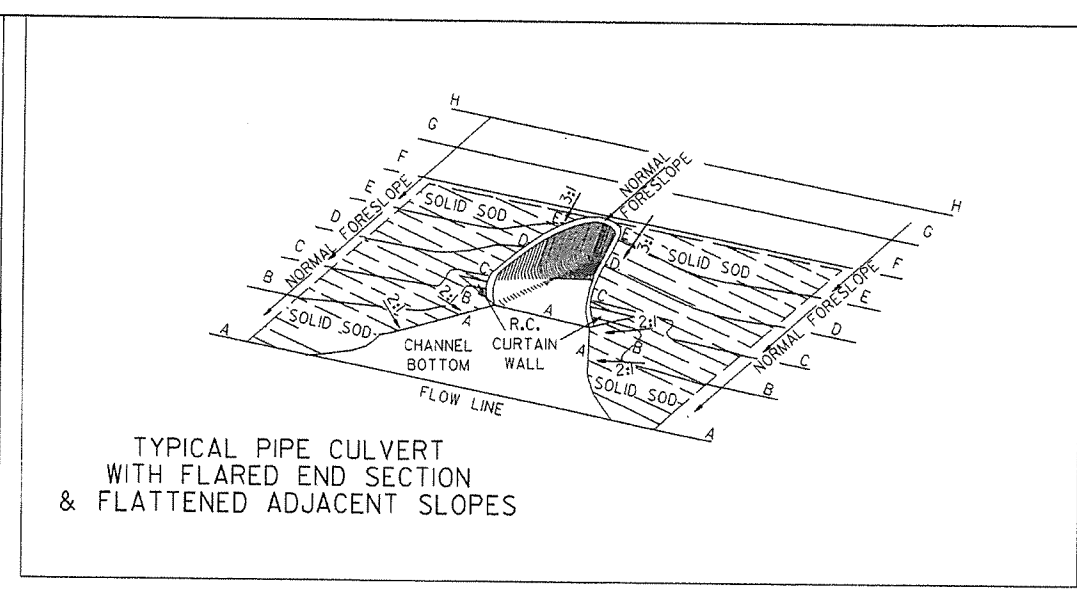 H
G
F
E
D
C
B
A
NORMAL FORESLOPE
SOLID SOD
SOLID SOD
2:1
2:1
3:1
NORMAL
FORESLOPE
E
D
C
B
A
A
E
3:1
D
C
B
A
2:1
2:1
SOLID SOD
SOLID SOD
NORMAL FORESLOPE
H
G
F
E
D
C
B
A
R.C.
CURTAIN
WALL
CHANNEL
BOTTOM
FLOW LINE
TYPICAL PIPE CULVERT
WITH FLARED END SECTION
& FLATTENED ADJACENT SLOPES